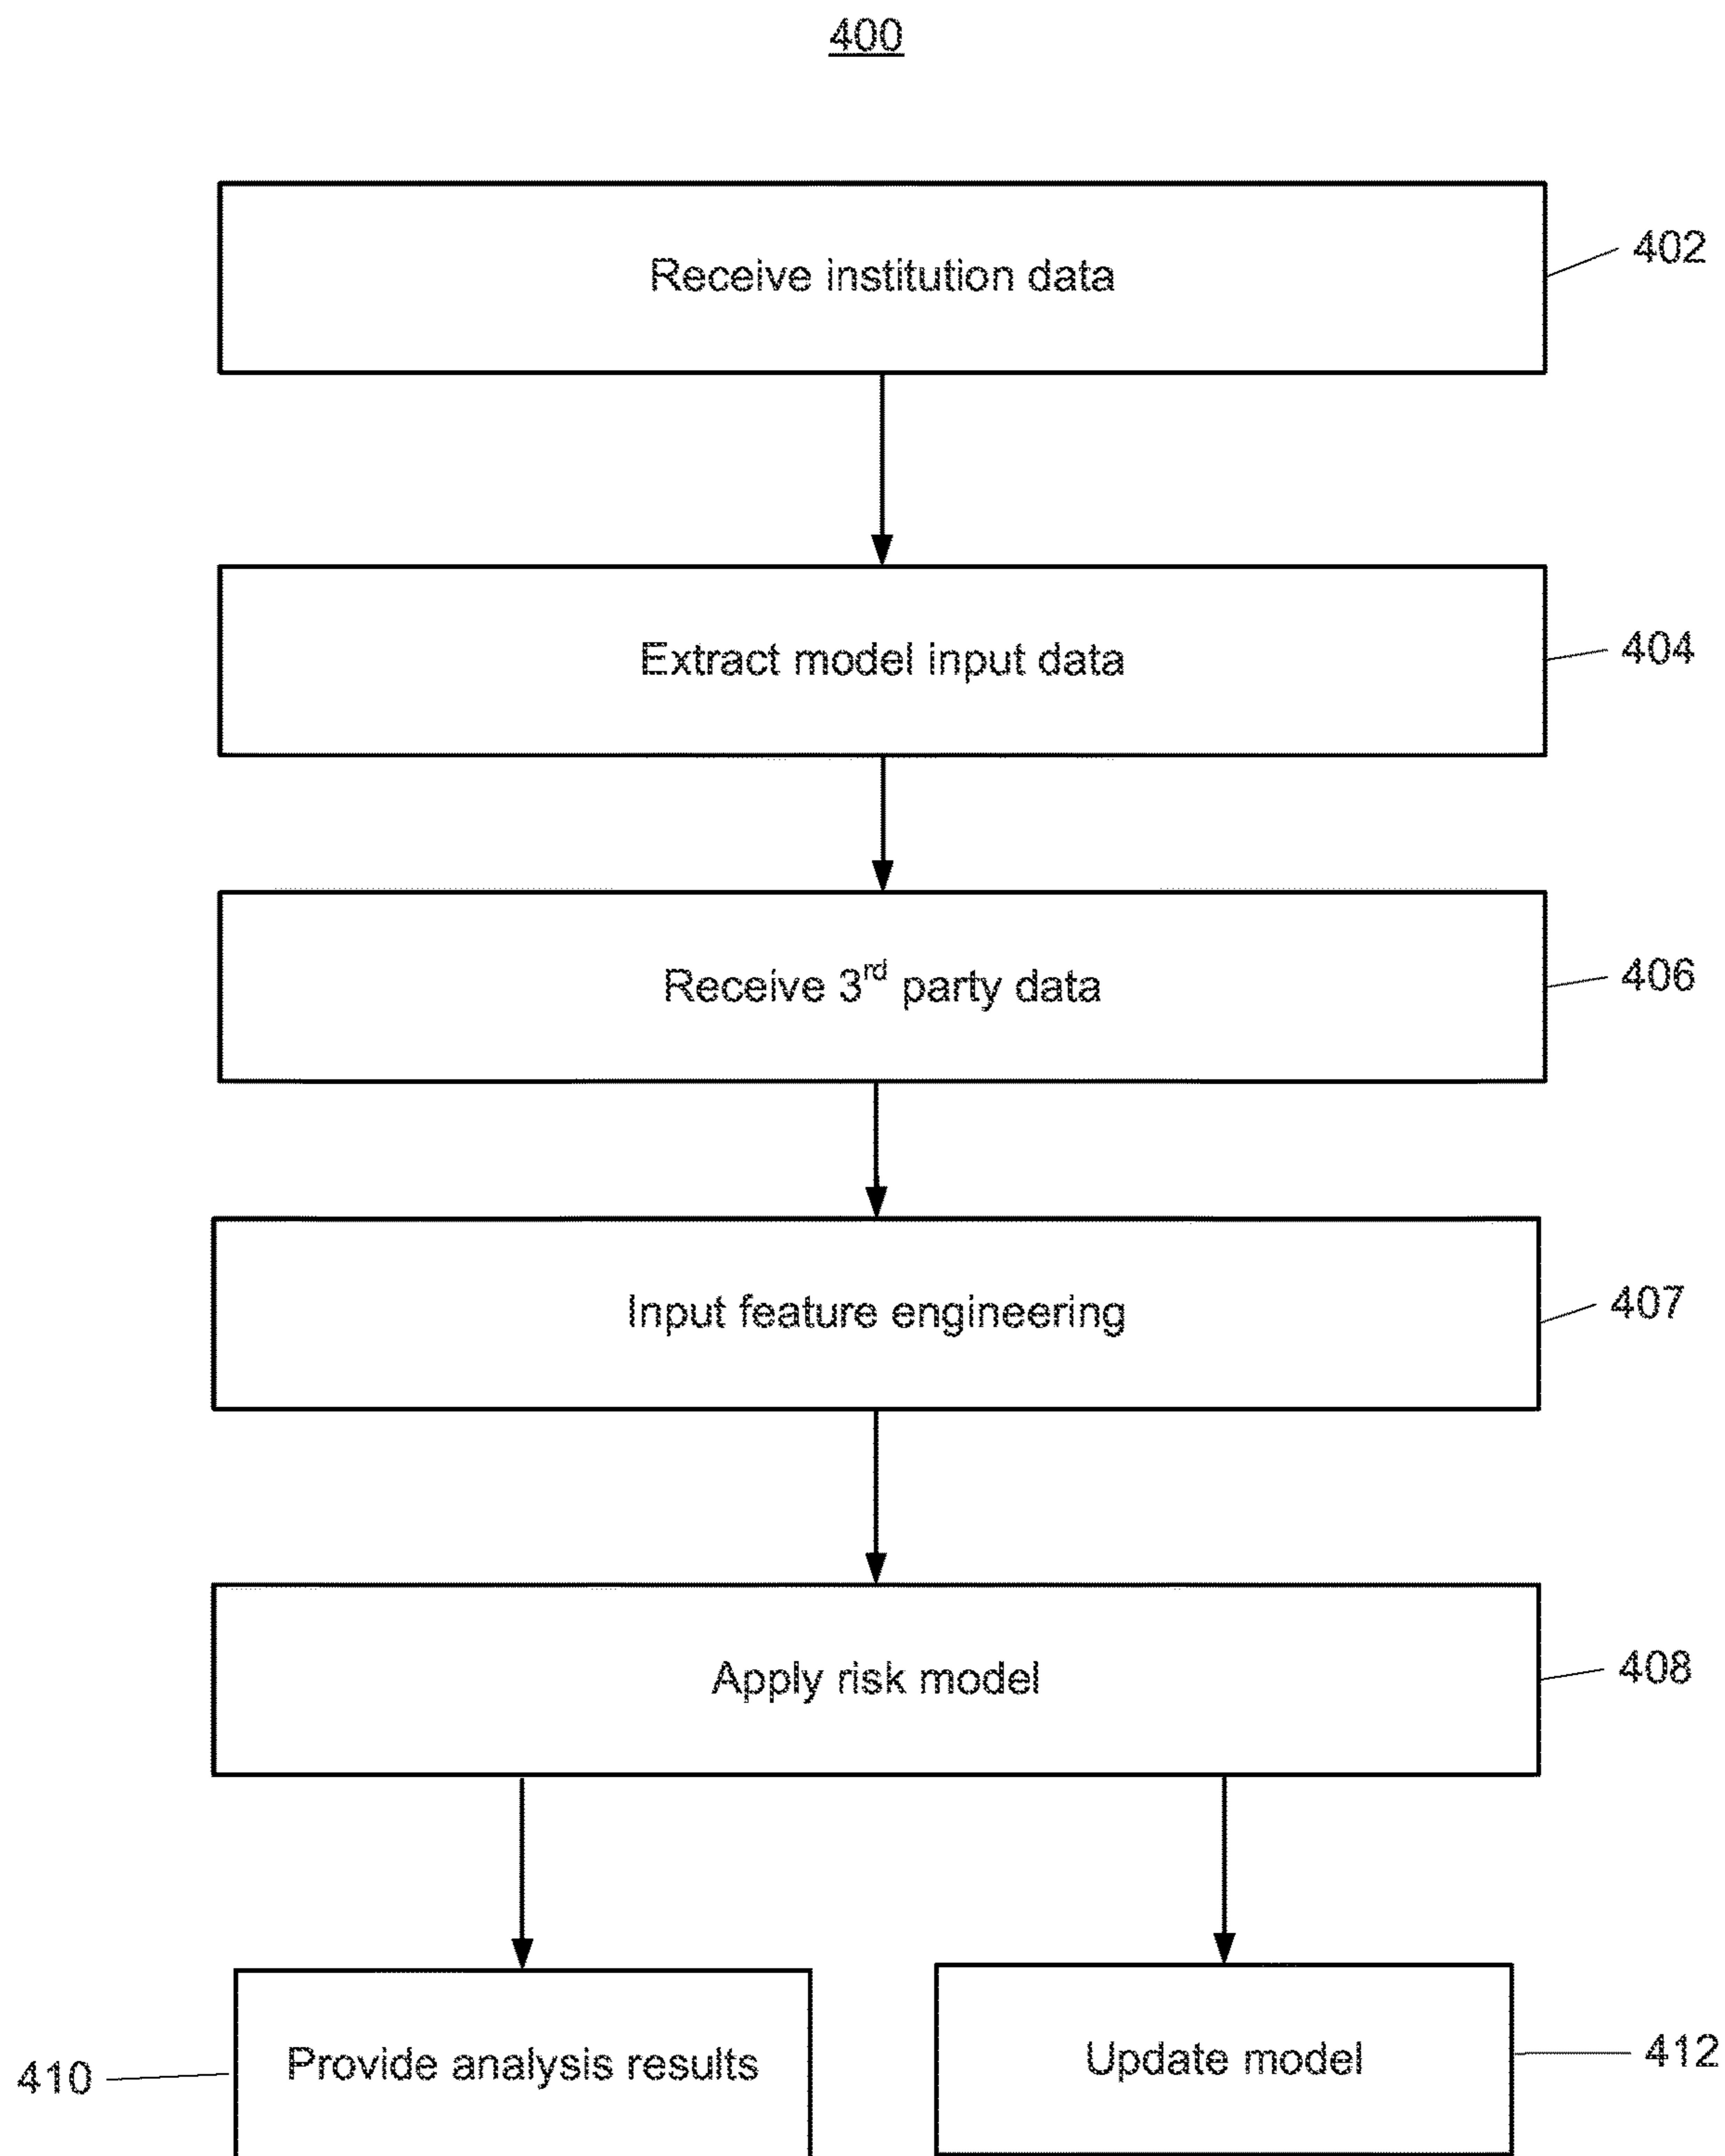 400
Receive institution data
402
Extract model input data
404
Receive 3rd party data
406
Input feature engineering
407
Apply risk model
408
Provide analysis results
410
Update model
412